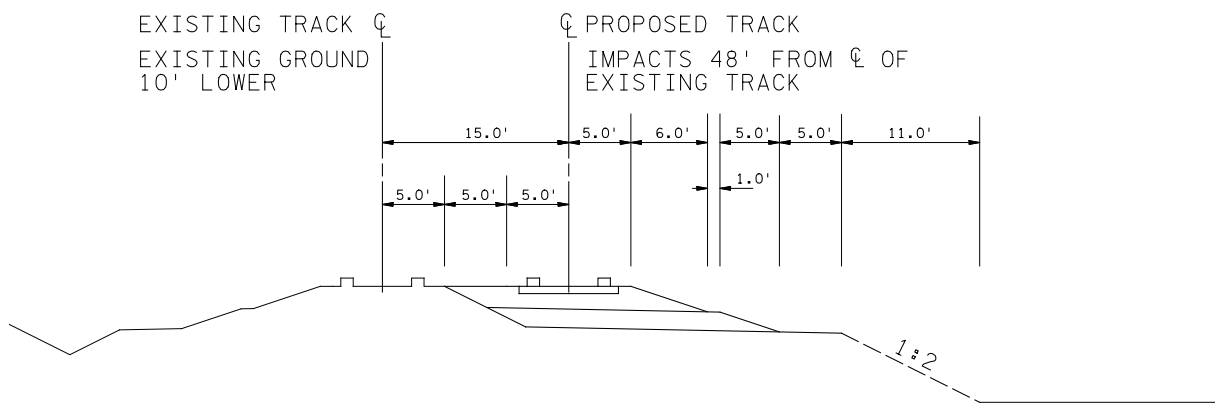 EXISTING TRACK ℄
EXISTING GROUND
10' LOWER
℄ PROPOSED TRACK
IMPACTS 48' FROM ℄ OF
EXISTING TRACK
15.0' 5.0' 6.0' 5.0' 5.0' 11.0'
1.0'
5.0' 5.0' 5.0'
1:2